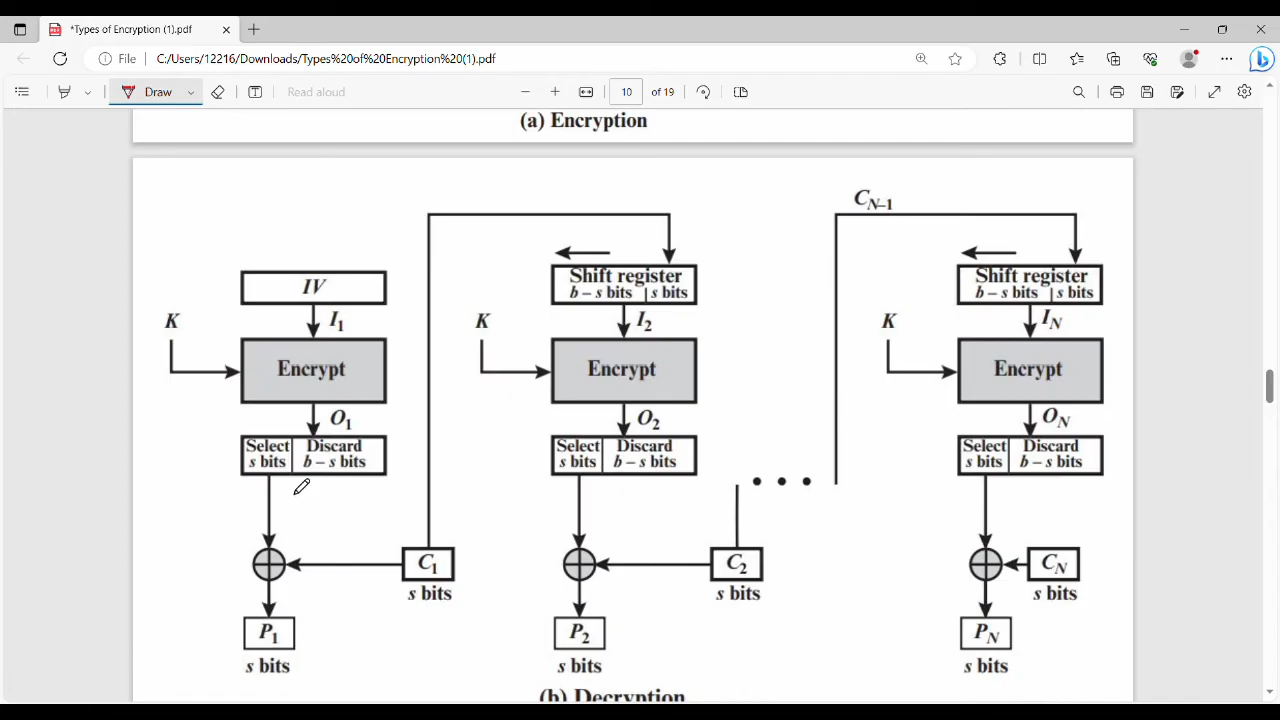 *Types of Encryption (1).pdf
File C:/Users/12216/Downloads/Types%20of%20Encryption%20(1).pdf
Draw Read aloud 10 of 19
(a) Encryption
C_{N–1}
IV
Shift register
b – s bits | s bits
Shift register
b – s bits | s bits
K I_1 K I_2 K I_N
Encrypt Encrypt Encrypt
O_1 O_2 O_N
Select Discard Select Discard Select Discard
s bits b – s bits s bits b – s bits s bits b – s bits
C_1 C_2 C_N
s bits s bits s bits
P_1 P_2 P_N
s bits s bits s bits
(b) Decryption